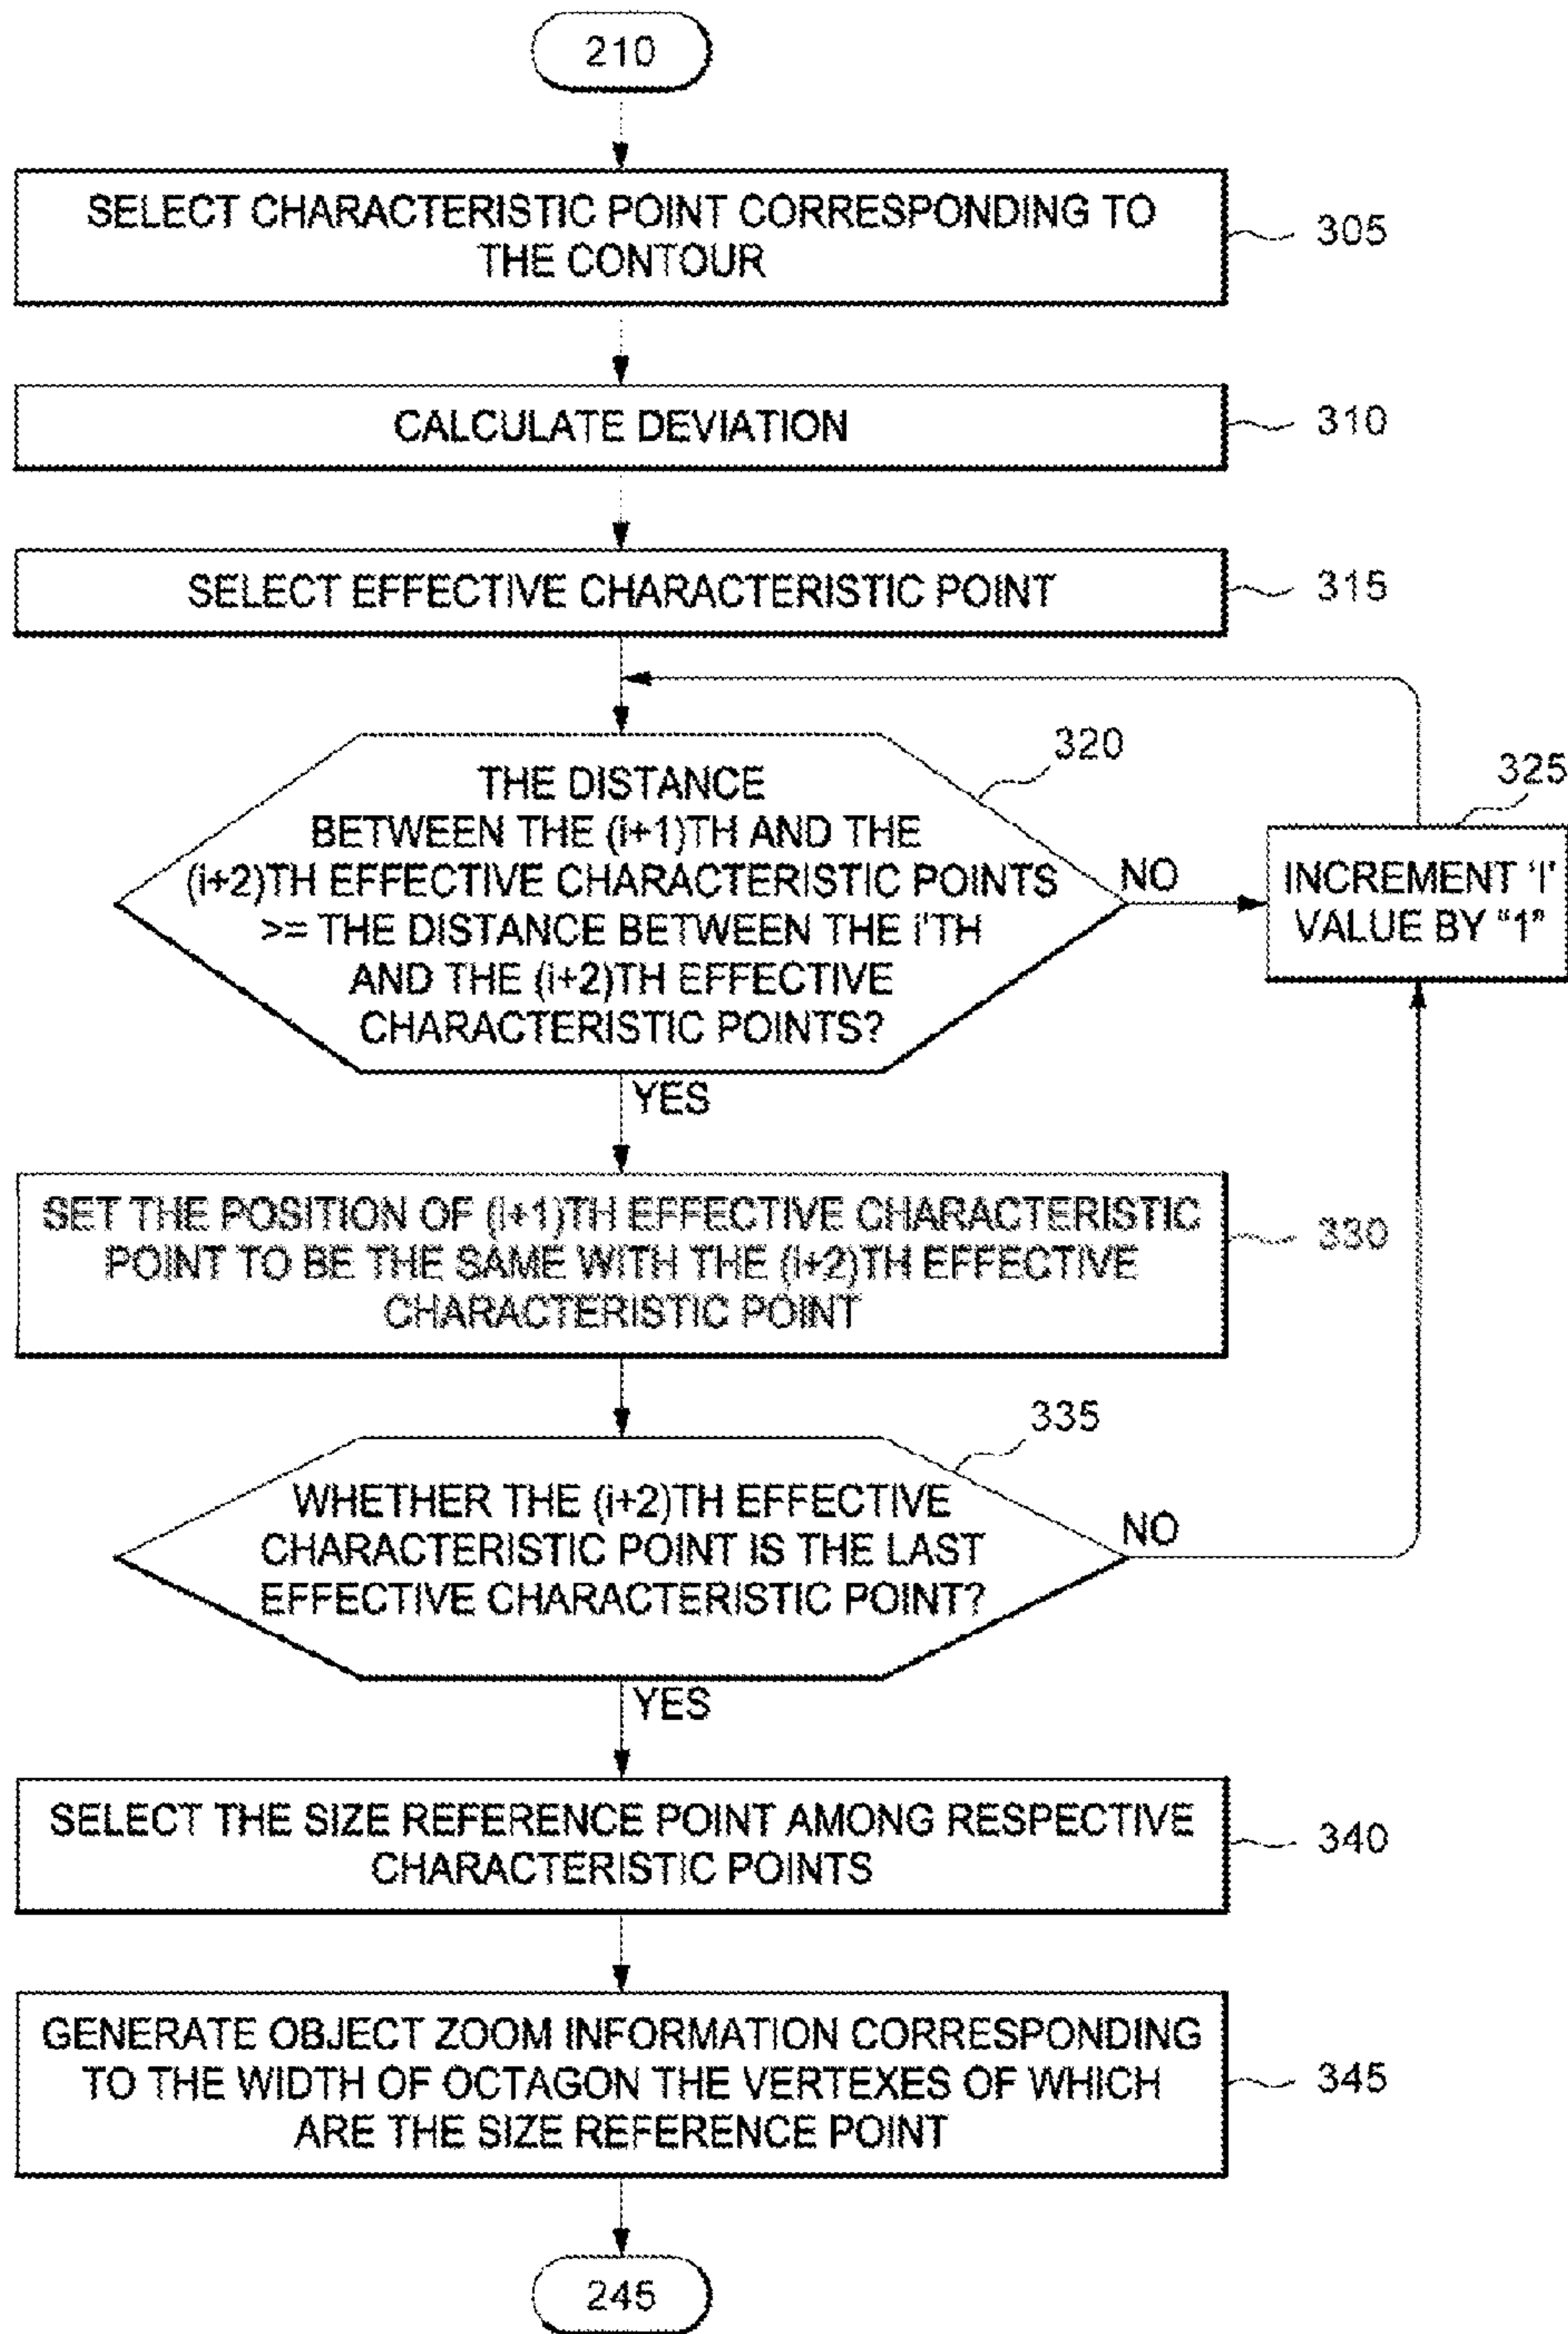 210
SELECT CHARACTERISTIC POINT CORRESPONDING TO
THE CONTOUR
305
CALCULATE DEVIATION
310
SELECT EFFECTIVE CHARACTERISTIC POINT
315
THE DISTANCE
BETWEEN THE (i+1)TH AND THE
(i+2)TH EFFECTIVE CHARACTERISTIC POINTS
>= THE DISTANCE BETWEEN THE i'TH
AND THE (i+2)TH EFFECTIVE
CHARACTERISTIC POINTS?
320
NO
325
INCREMENT 'I'
VALUE BY "1"
YES
SET THE POSITION OF (i+1)TH EFFECTIVE CHARACTERISTIC
POINT TO BE THE SAME WITH THE (i+2)TH EFFECTIVE
CHARACTERISTIC POINT
330
335
WHETHER THE (i+2)TH EFFECTIVE
CHARACTERISTIC POINT IS THE LAST
EFFECTIVE CHARACTERISTIC POINT?
NO
YES
SELECT THE SIZE REFERENCE POINT AMONG RESPECTIVE
CHARACTERISTIC POINTS
340
GENERATE OBJECT ZOOM INFORMATION CORRESPONDING
TO THE WIDTH OF OCTAGON THE VERTEXES OF WHICH
ARE THE SIZE REFERENCE POINT
345
245